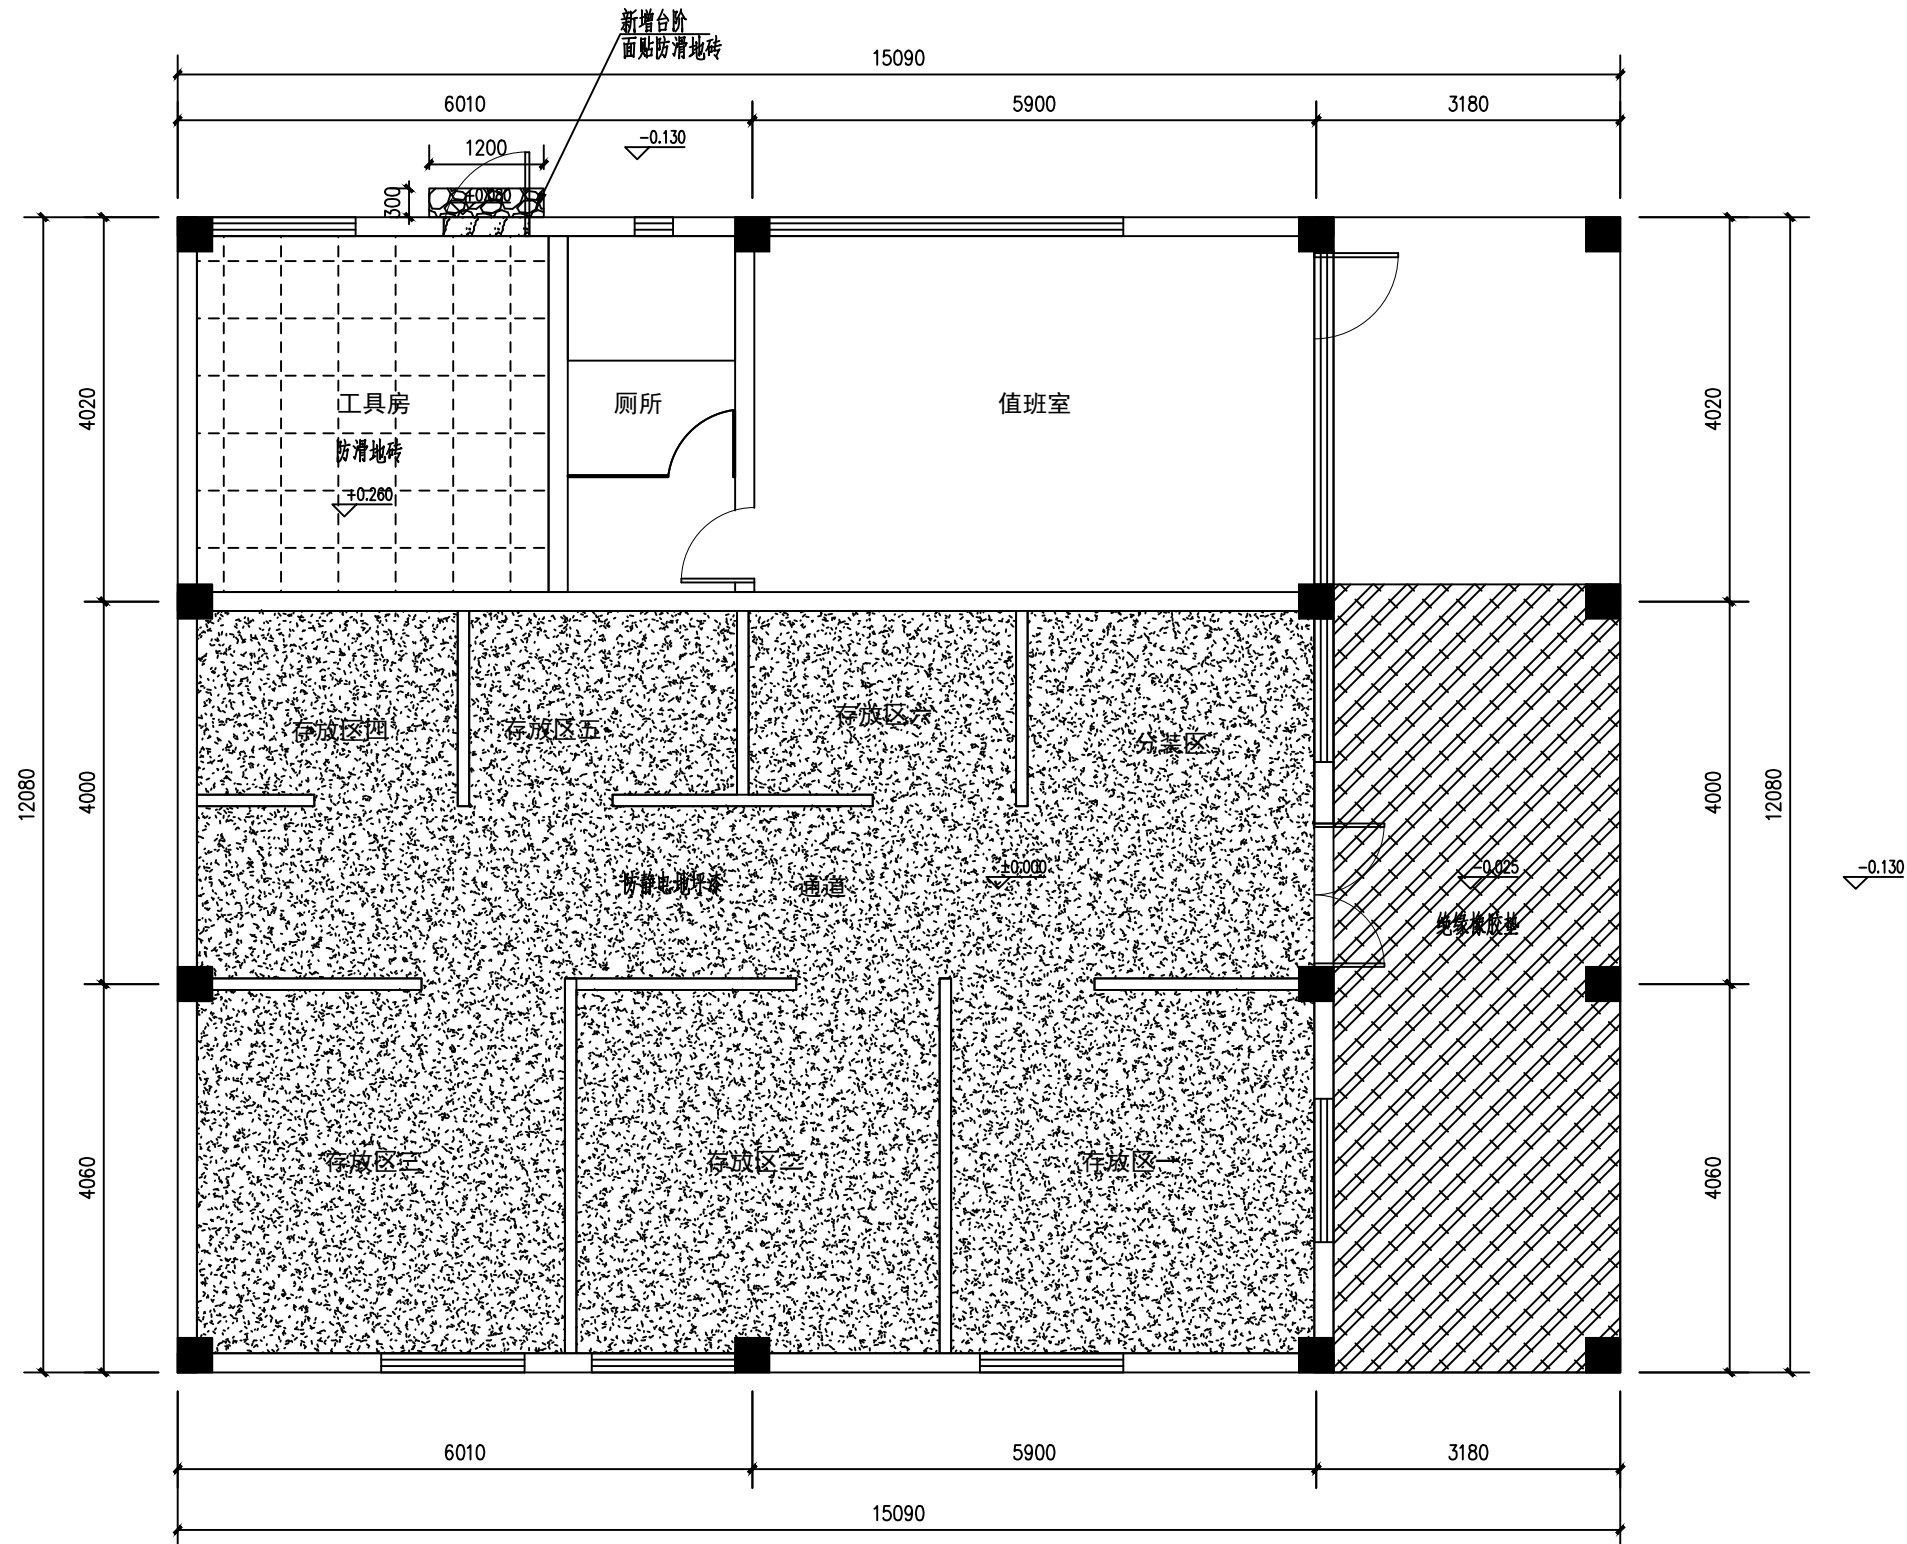 新增台阶
面贴防滑地砖
15090
6010
5900
3180
1200
-0.130
300
4020
工具房
厕所
值班室
4020
防滑地砖
+0.260
存放区四
存放区五
存放区六
分装区
12080
4000
4000
12080
防静电地坪漆
通道
±0.000
-0.025
-0.130
绝缘橡胶垫
4060
存放区三
存放区二
存放区一
4060
6010
5900
3180
15090